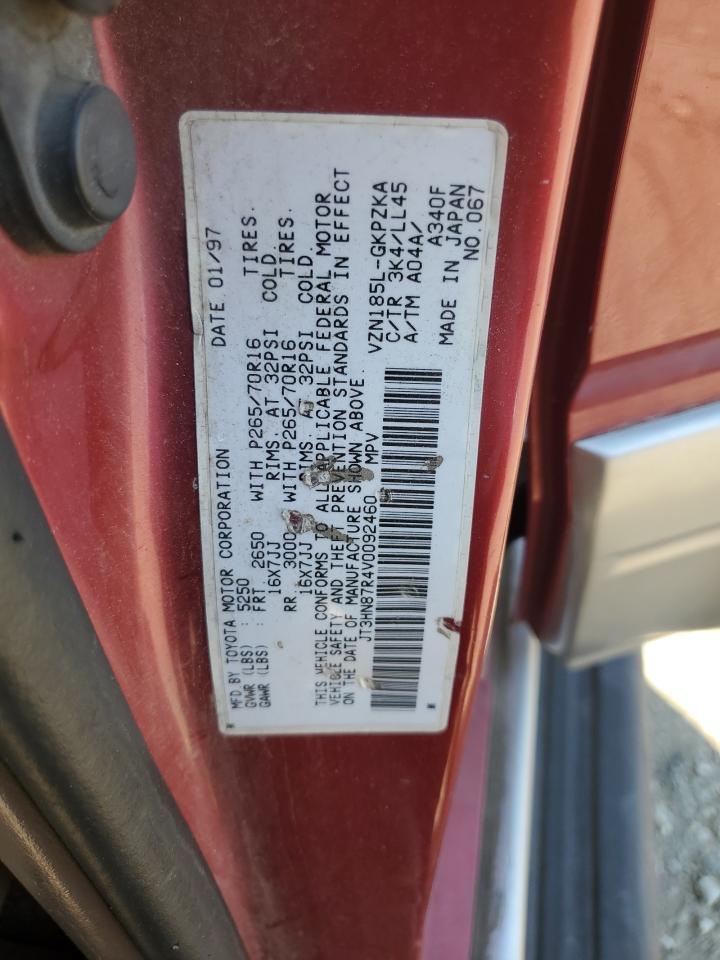 MFD.BY TOYOTA MOTOR CORPORATION DATE 01/97
GVWR (LBS) : 5250
GAWR (LBS) : FRT. 2650 WITH P265/70R16 TIRES.
16X7JJ RIMS. AT 32PSI COLD.
RR. 3000 WITH P265/70R16 TIRES.
16X7JJ RIMS. AT 32PSI COLD
THIS VEHICLE CONFORMS TO ALL APPLICABLE FEDERAL MOTOR
VEHICLE SAFETY AND THEFT PREVENTION STANDARDS IN EFFECT
ON THE DATE OF MANUFACTURE SHOWN ABOVE.
JT3HN87R4V0092460 MPV VZN185L-GKPZKA
C/TR 3K4/LL45
A/TM A04A/
A340F
MADE IN JAPAN
NO.067